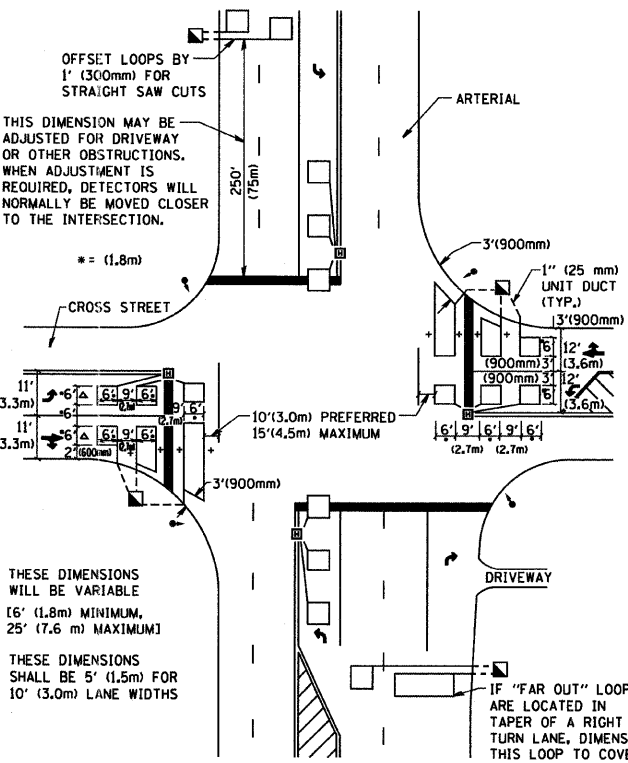 OFFSET LOOPS BY
1' (300mm) FOR
STRAIGHT SAW CUTS
ARTERIAL
THIS DIMENSION MAY BE
ADJUSTED FOR DRIVEWAY
OR OTHER OBSTRUCTIONS.
WHEN ADJUSTMENT IS
REQUIRED, DETECTORS WILL
NORMALLY BE MOVED CLOSER
TO THE INTERSECTION.
250'
(75m)
* = (1.8m)
H
3'(900mm)
1" (25 mm)
UNIT DUCT
(TYP.)
CROSS STREET
3'(900mm)
6'
12'
(900mm) 3'
(3.6m)
(900mm) 3'
12'
6'
(3.6m)
H
11'
3.3m)
*6'
6'
9'
6'
(2.7m)
*6'
9'
6'
(2.7m)
H
11'
3.3m)
*6'
6'
9'
6'
(2.7m)
2'
(600mm)
10'(3.0m) PREFERRED
15'(4.5m) MAXIMUM
6' 9' 6' 9' 6'
(2.7m) (2.7m)
3'(900mm)
H
THESE DIMENSIONS
WILL BE VARIABLE
[6' (1.8m) MINIMUM,
25' (7.6 m) MAXIMUM]
DRIVEWAY
THESE DIMENSIONS
SHALL BE 5' (1.5m) FOR
10' (3.0m) LANE WIDTHS
IF "FAR OUT" LOOP
ARE LOCATED IN
TAPER OF A RIGHT
TURN LANE, DIMENS
THIS LOOP TO COVE